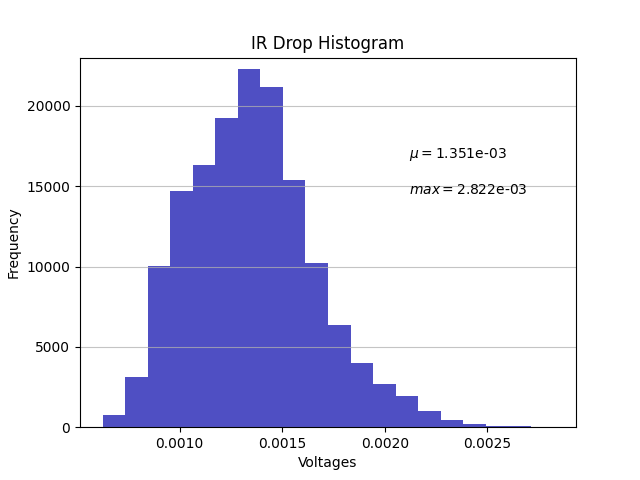 IR Drop Histogram
20000
15000
10000
5000
0
Frequency
μ = 1.351e-03
max = 2.822e-03
0.0010 0.0015 0.0020 0.0025
Voltages